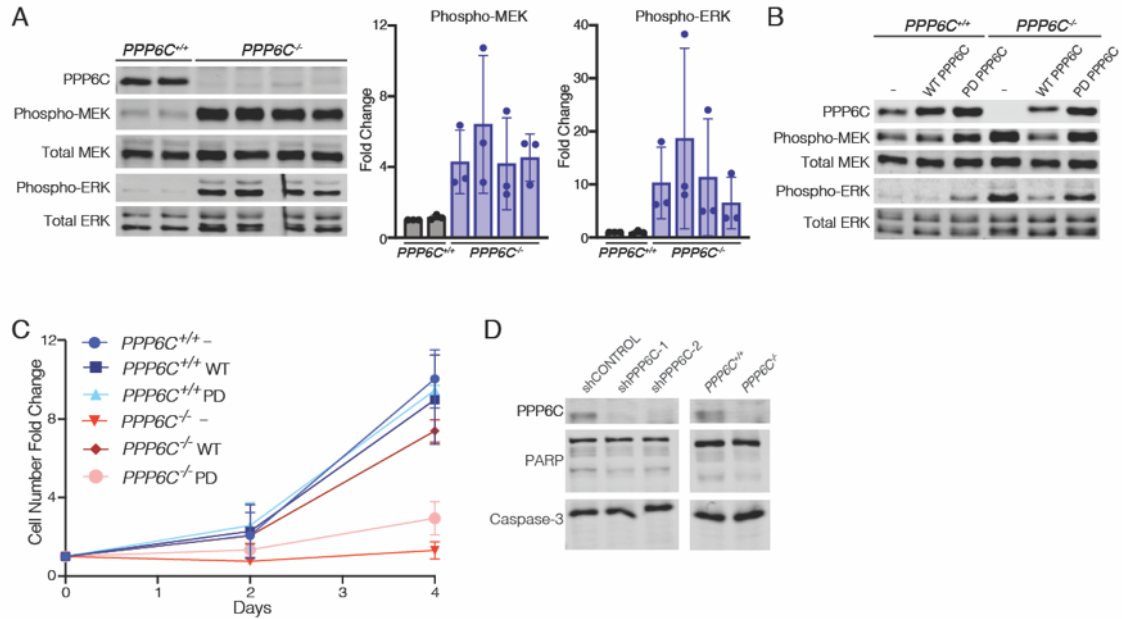 A
PPP6C+/+ PPP6C-/-
PPP6C
Phospho-MEK
Total MEK
Phospho-ERK
Total ERK
Phospho-MEK
Fold Change
12
8
4
0
PPP6C+/+ PPP6C-/-
Phospho-ERK
Fold Change
40
30
20
10
0
PPP6C+/+ PPP6C-/-
B
PPP6C+/+ PPP6C-/-
– WT PPP6C PD PPP6C – WT PPP6C PD PPP6C
PPP6C
Phospho-MEK
Total MEK
Phospho-ERK
Total ERK
C
Cell Number Fold Change
12
8
4
0
PPP6C+/+ –
PPP6C+/+ WT
PPP6C+/+ PD
PPP6C-/- –
PPP6C-/- WT
PPP6C-/- PD
0 1 2 3 4
Days
D
shCONTROL shPPP6C-1 shPPP6C-2 PPP6C+/+ PPP6C-/-
PPP6C
PARP
Caspase-3